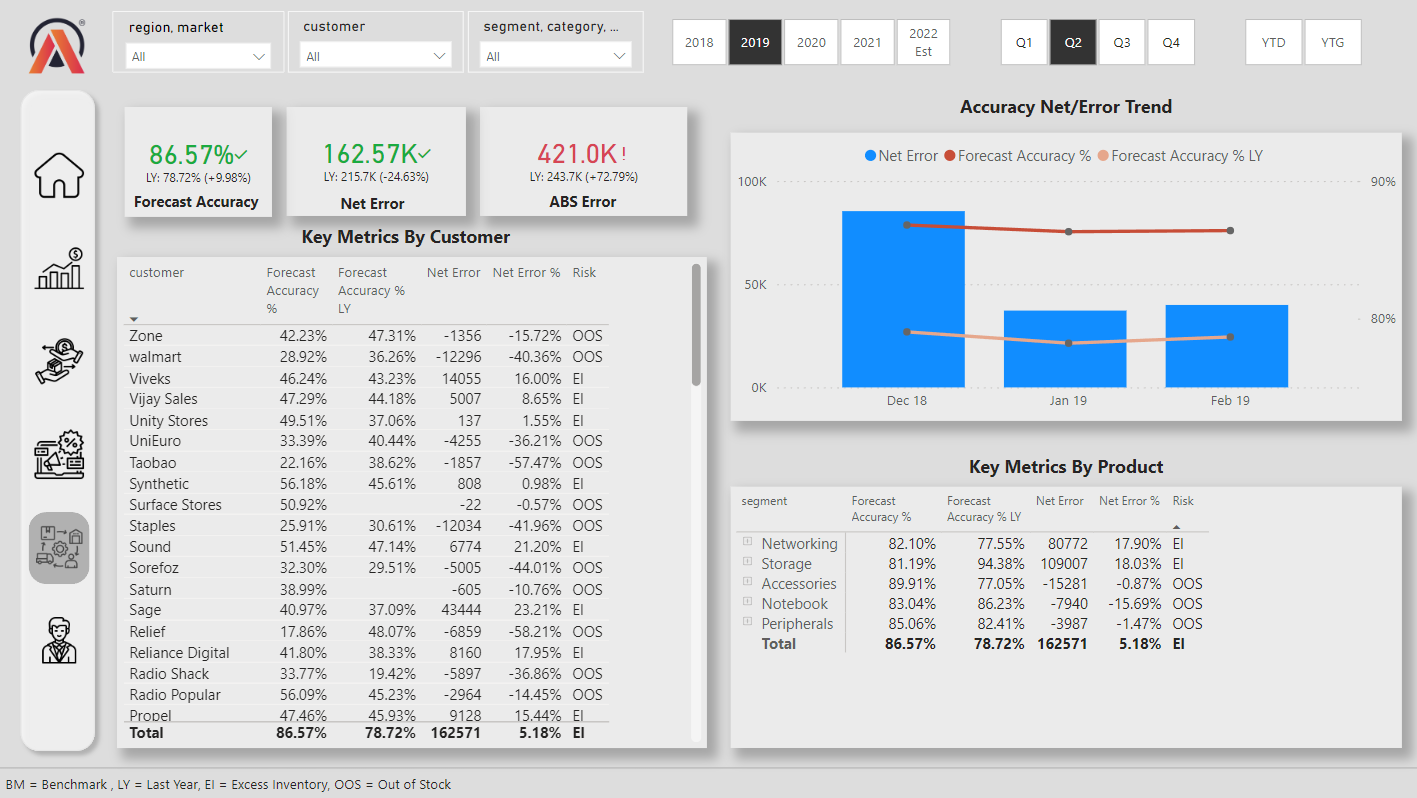 region, market
All
customer
All
segment, category, ...
All
2018 2019 2020 2021 2022 Est
Q1 Q2 Q3 Q4
YTD YTG
86.57%
LY: 78.72% (+9.98%)
Forecast Accuracy
162.57K
LY: 215.7K (-24.63%)
Net Error
421.0K!
LY: 243.7K (+72.79%)
ABS Error
Key Metrics By Customer
customer Forecast Accuracy % Forecast Accuracy % LY Net Error Net Error % Risk
Zone 42.23% 47.31% -1356 -15.72% OOS
walmart 28.92% 36.26% -12296 -40.36% OOS
Viveks 46.24% 43.23% 14055 16.00% EI
Vijay Sales 47.29% 44.18% 5007 8.65% EI
Unity Stores 49.51% 37.06% 137 1.55% EI
UniEuro 33.39% 40.44% -4255 -36.21% OOS
Taobao 22.16% 38.62% -1857 -57.47% OOS
Synthetic 56.18% 45.61% 808 0.98% EI
Surface Stores 50.92% -22 -0.57% OOS
Staples 25.91% 30.61% -12034 -41.96% OOS
Sound 51.45% 47.14% 6774 21.20% EI
Sorefoz 32.30% 29.51% -5005 -44.01% OOS
Saturn 38.99% -605 -10.76% OOS
Sage 40.97% 37.09% 43444 23.21% EI
Relief 17.86% 48.07% -6859 -58.21% OOS
Reliance Digital 41.80% 38.33% 8160 17.95% EI
Radio Shack 33.77% 19.42% -5897 -36.86% OOS
Radio Popular 56.09% 45.23% -2964 -14.45% OOS
Propel 47.46% 45.93% 9128 15.44% EI
Total 86.57% 78.72% 162571 5.18% EI
Accuracy Net/Error Trend
Net Error Forecast Accuracy % Forecast Accuracy % LY
100K 90%
50K
80%
0K
Dec 18 Jan 19 Feb 19
Key Metrics By Product
segment Forecast Accuracy % Forecast Accuracy % LY Net Error Net Error % Risk
Networking 82.10% 77.55% 80772 17.90% EI
Storage 81.19% 94.38% 109007 18.03% EI
Accessories 89.91% 77.05% -15281 -0.87% OOS
Notebook 83.04% 86.23% -7940 -15.69% OOS
Peripherals 85.06% 82.41% -3987 -1.47% OOS
Total 86.57% 78.72% 162571 5.18% EI
BM = Benchmark , LY = Last Year, EI = Excess Inventory, OOS = Out of Stock